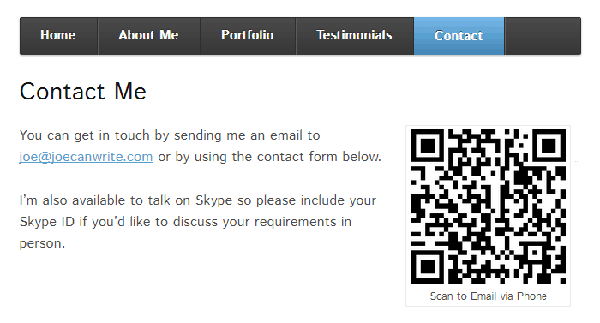 Home About Me Portfolio Testimonials Contact
Contact Me
You can get in touch by sending me an email to
joe@joecanwrite.com or by using the contact form below.
I'm also available to talk on Skype so please include your
Skype ID if you'd like to discuss your requirements in
person.
Scan to Email via Phone